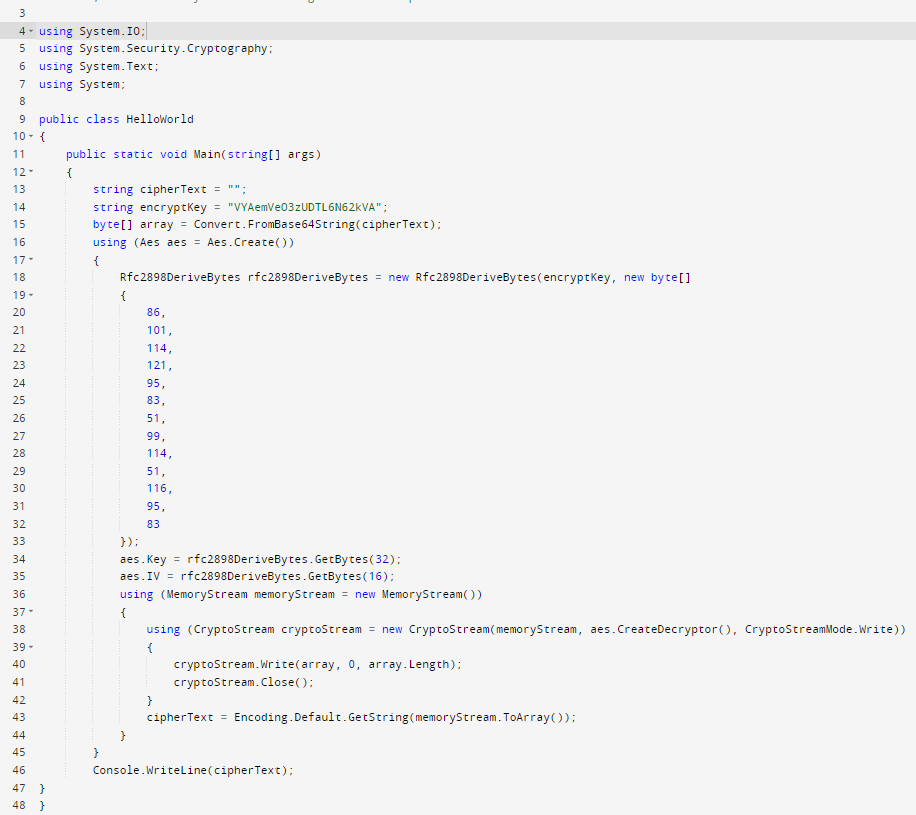 3
4 using System.IO;
5 using System.Security.Cryptography;
6 using System.Text;
7 using System;
8
9 public class HelloWorld
10 {
11 public static void Main(string[] args)
12 {
13 string cipherText = "";
14 string encryptKey = "VYAemVeO3zUDTL6N62kVA";
15 byte[] array = Convert.FromBase64String(cipherText);
16 using (Aes aes = Aes.Create())
17 {
18 Rfc2898DeriveBytes rfc2898DeriveBytes = new Rfc2898DeriveBytes(encryptKey, new byte[]
19 {
20 86,
21 101,
22 114,
23 121,
24 95,
25 83,
26 51,
27 99,
28 114,
29 51,
30 116,
31 95,
32 83
33 });
34 aes.Key = rfc2898DeriveBytes.GetBytes(32);
35 aes.IV = rfc2898DeriveBytes.GetBytes(16);
36 using (MemoryStream memoryStream = new MemoryStream())
37 {
38 using (CryptoStream cryptoStream = new CryptoStream(memoryStream, aes.CreateDecryptor(), CryptoStreamMode.Write))
39 {
40 cryptoStream.Write(array, 0, array.Length);
41 cryptoStream.Close();
42 }
43 cipherText = Encoding.Default.GetString(memoryStream.ToArray());
44 }
45 }
46 Console.WriteLine(cipherText);
47 }
48 }